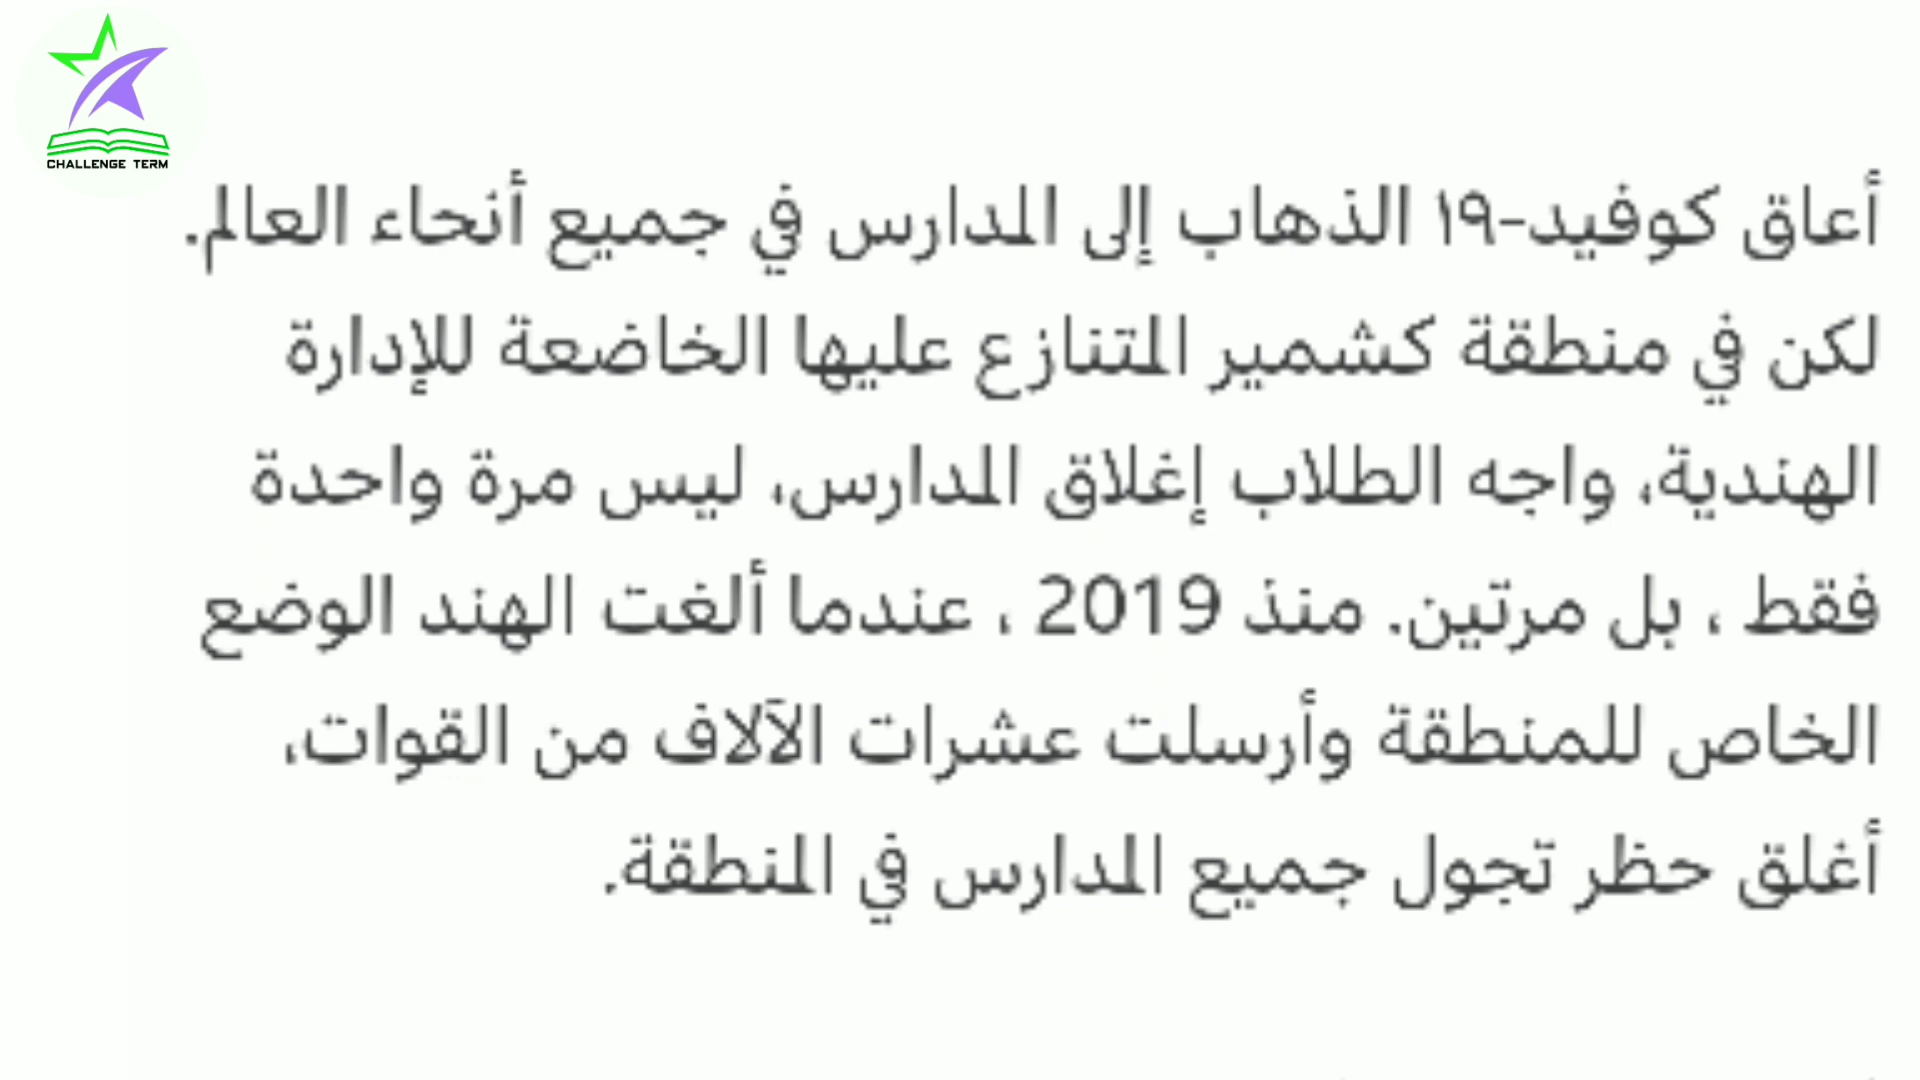 CHALLENGE TERM
أعاق كوفيد-١٩ الذهاب إلى المدارس في جميع أنحاء العالم.
لكن في منطقة كشمير المتنازع عليها الخاضعة للإدارة
الهندية، واجه الطلاب إغلاق المدارس، ليس مرة واحدة
فقط ، بل مرتين. منذ 2019 ، عندما ألغت الهند الوضع
الخاص للمنطقة وأرسلت عشرات الآلاف من القوات،
أغلق حظر تجول جميع المدارس في المنطقة.